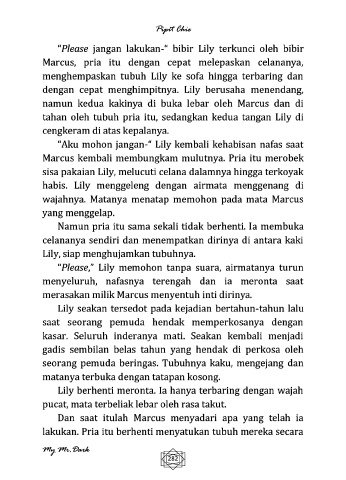 Pipit Chie
"Please jangan lakukan-“ bibir Lily terkunci oleh bibir
Marcus, pria itu dengan cepat melepaskan celananya,
menghempaskan tubuh Lily ke sofa hingga terbaring dan
dengan cepat menghimpitnya. Lily berusaha menendang,
namun kedua kakinya di buka lebar oleh Marcus dan di
tahan oleh tubuh pria itu, sedangkan kedua tangan Lily di
cengkeram di atas kepalanya.
"Aku mohon jangan-“ Lily kembali kehabisan nafas saat
Marcus kembali membungkam mulutnya. Pria itu merobek
sisa pakaian Lily, melucuti celana dalamnya hingga terkoyak
habis. Lily menggeleng dengan airmata menggenang di
wajahnya. Matanya menatap memohon pada mata Marcus
yang menggelap.
Namun pria itu sama sekali tidak berhenti. Ia membuka
celananya sendiri dan menempatkan dirinya di antara kaki
Lily, siap menghujamkan tubuhnya.
"Please," Lily memohon tanpa suara, airmatanya turun
menyeluruh, nafasnya terengah dan ia meronta saat
merasakan milik Marcus menyentuh inti dirinya.
Lily seakan tersedot pada kejadian bertahun-tahun lalu
saat seorang pemuda hendak memperkosanya dengan
kasar. Seluruh inderanya mati. Seakan kembali menjadi
gadis sembilan belas tahun yang hendak di perkosa oleh
seorang pemuda beringas. Tubuhnya kaku, mengejang dan
matanya terbuka dengan tatapan kosong.
Lily berhenti meronta. Ia hanya terbaring dengan wajah
pucat, mata terbeliak lebar oleh rasa takut.
Dan saat itulah Marcus menyadari apa yang telah ia
lakukan. Pria itu berhenti menyatukan tubuh mereka secara
My Mr. Dark
282